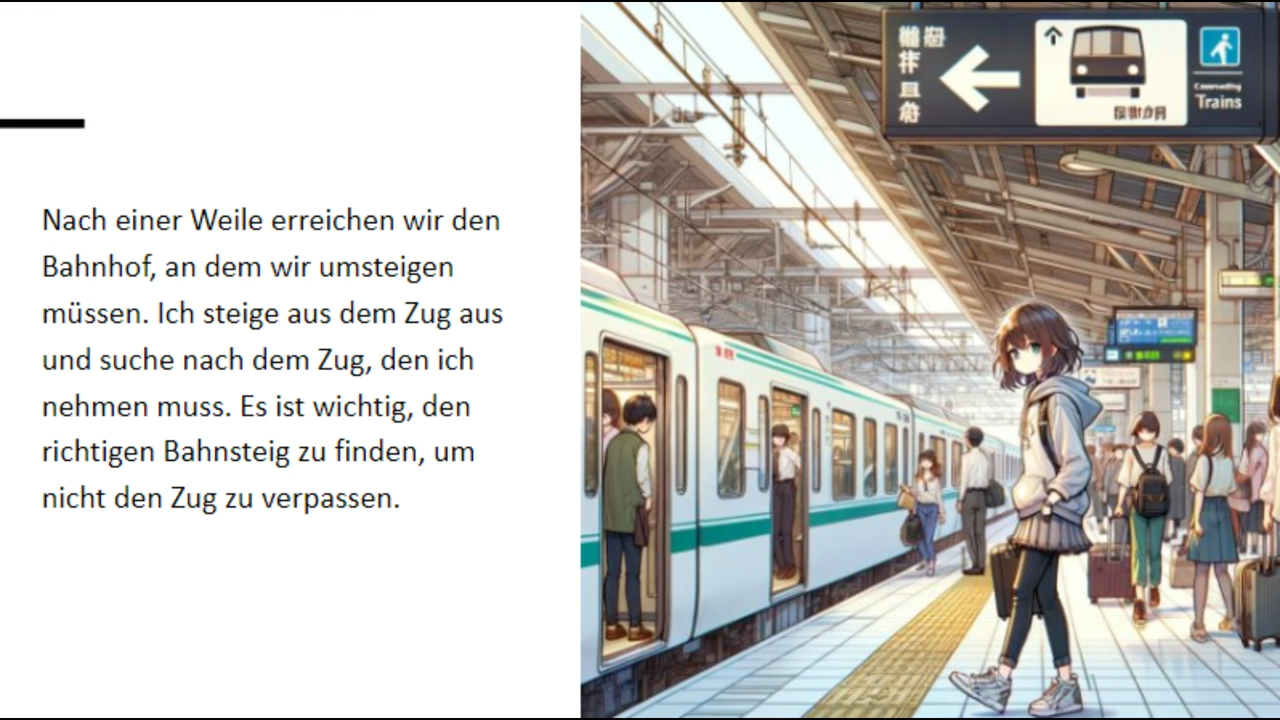 Nach einer Weile erreichen wir den
Bahnhof, an dem wir umsteigen
müssen. Ich steige aus dem Zug aus
und suche nach dem Zug, den ich
nehmen muss. Es ist wichtig, den
richtigen Bahnsteig zu finden, um
nicht den Zug zu verpassen.
Trains